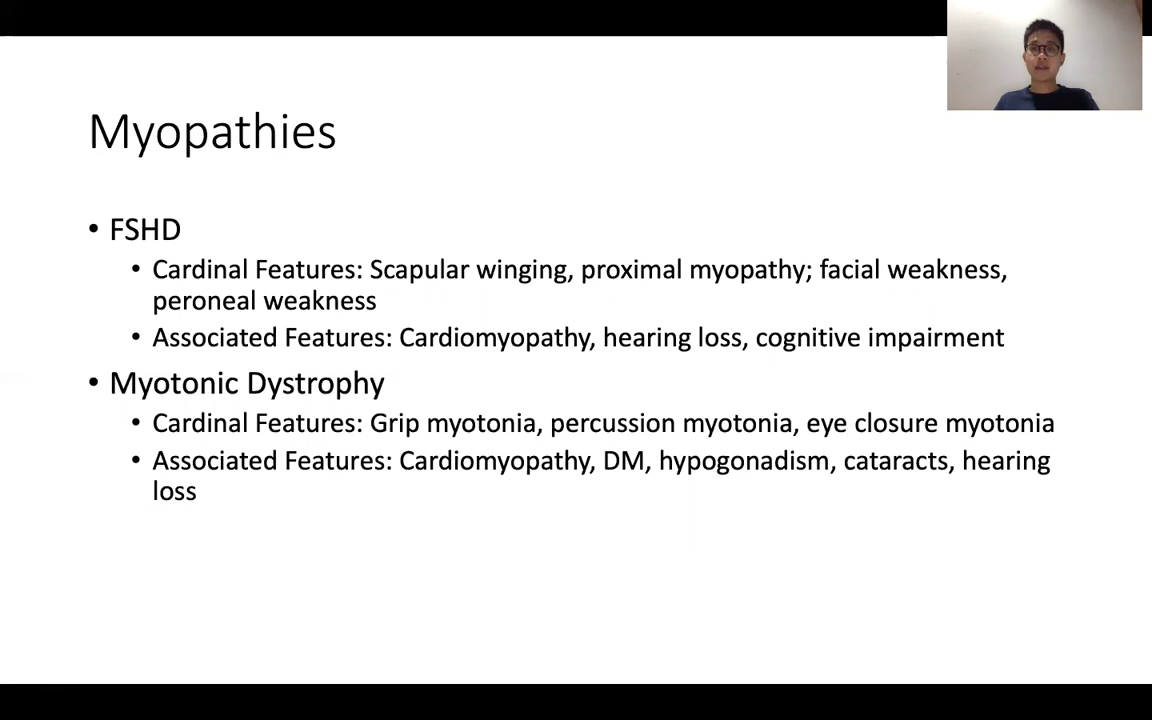 Myopathies
• FSHD
• Cardinal Features: Scapular winging, proximal myopathy; facial weakness,
peroneal weakness
• Associated Features: Cardiomyopathy, hearing loss, cognitive impairment
• Myotonic Dystrophy
• Cardinal Features: Grip myotonia, percussion myotonia, eye closure myotonia
• Associated Features: Cardiomyopathy, DM, hypogonadism, cataracts, hearing
loss